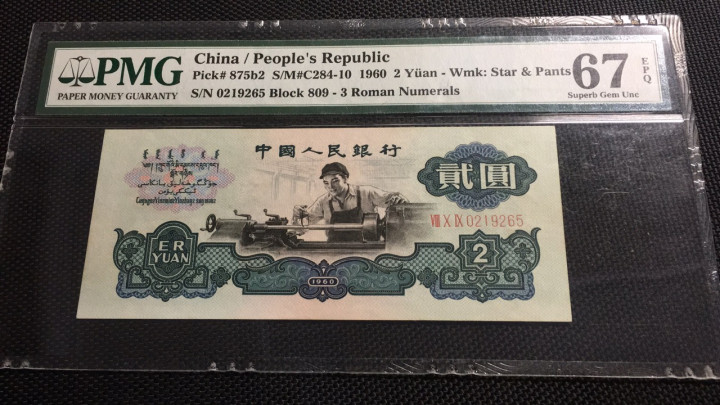 PMG
PAPER MONEY GUARANTY
China / People's Republic
Pick# 875b2 S/M#C284-10 1960 2 Yüan - Wmk: Star & Pants
S/N 0219265 Block 809 - 3 Roman Numerals
67
EPQ
Superb Gem Unc
中國人民銀行
貳圓
VIII X IX 0219265
ER
YUAN
2
1960